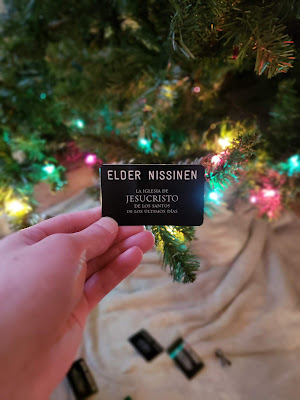 ELDER NISSINEN
LA IGLESIA DE
JESUCRISTO
DE LOS SANTOS
DE LOS ÚLTIMOS DÍAS